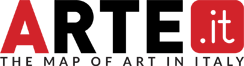 ARTE.it
THE MAP OF ART IN ITALY